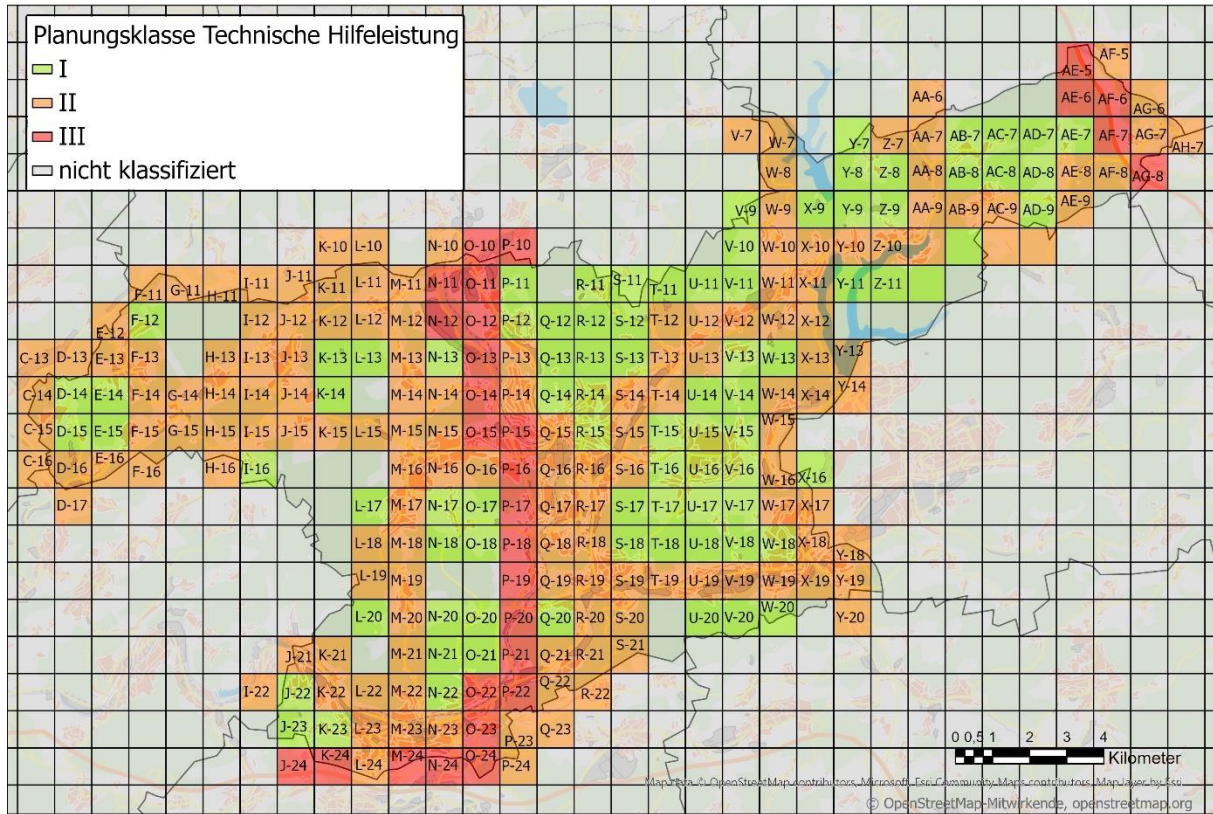 Planungsklasse Technische Hilfeleistung
I
II
III
nicht klassifiziert
AE-5 AF-5
AA-6 AE-6 AF-6 AG-6
V-7 W-7 Y-7 Z-7 AA-7 AB-7 AC-7 AD-7 AE-7 AF-7 AG-7 AH-7
W-8 Y-8 Z-8 AA-8 AB-8 AC-8 AD-8 AE-8 AF-8 AG-8
V-9 W-9 X-9 Y-9 Z-9 AA-9 AB-9 AC-9 AD-9 AE-9
K-10 L-10 N-10 O-10 P-10 V-10 W-10 X-10 Y-10 Z-10
F-11 G-11 H-11 I-11 J-11 K-11 L-11 M-11 N-11 O-11 P-11 R-11 S-11 T-11 U-11 V-11 W-11 X-11 Y-11 Z-11
E-12 F-12 I-12 J-12 K-12 L-12 M-12 N-12 O-12 P-12 Q-12 R-12 S-12 T-12 U-12 V-12 W-12 X-12
C-13 D-13 E-13 F-13 H-13 I-13 J-13 K-13 L-13 M-13 N-13 O-13 P-13 Q-13 R-13 S-13 T-13 U-13 V-13 W-13 X-13 Y-13
C-14 D-14 E-14 F-14 G-14 H-14 I-14 J-14 K-14 M-14 N-14 O-14 P-14 Q-14 R-14 S-14 T-14 U-14 V-14 W-14 X-14 Y-14
C-15 D-15 E-15 F-15 G-15 H-15 I-15 J-15 K-15 L-15 M-15 N-15 O-15 P-15 Q-15 R-15 S-15 T-15 U-15 V-15 W-15
C-16 D-16 E-16 F-16 H-16 I-16 M-16 N-16 O-16 P-16 Q-16 R-16 S-16 T-16 U-16 V-16 W-16 X-16
D-17 L-17 M-17 N-17 O-17 P-17 Q-17 R-17 S-17 T-17 U-17 V-17 W-17 X-17
L-18 M-18 N-18 O-18 P-18 Q-18 R-18 S-18 T-18 U-18 V-18 W-18 X-18 Y-18
L-19 M-19 P-19 Q-19 R-19 S-19 T-19 U-19 V-19 W-19 X-19 Y-19
L-20 M-20 N-20 O-20 P-20 Q-20 R-20 S-20 U-20 V-20 W-20 Y-20
J-21 K-21 M-21 N-21 O-21 P-21 Q-21 R-21 S-21
I-22 J-22 K-22 L-22 M-22 N-22 O-22 P-22 Q-22 R-22
J-23 K-23 L-23 M-23 N-23 O-23 P-23 Q-23
J-24 K-24 L-24 M-24 N-24 O-24 P-24
0 0,5 1 2 3 4
Kilometer
Map data © OpenStreetMap contributors, Microsoft, Esri Community Maps contributors, Map layer by Esri
© OpenStreetMap-Mitwirkende, openstreetmap.org